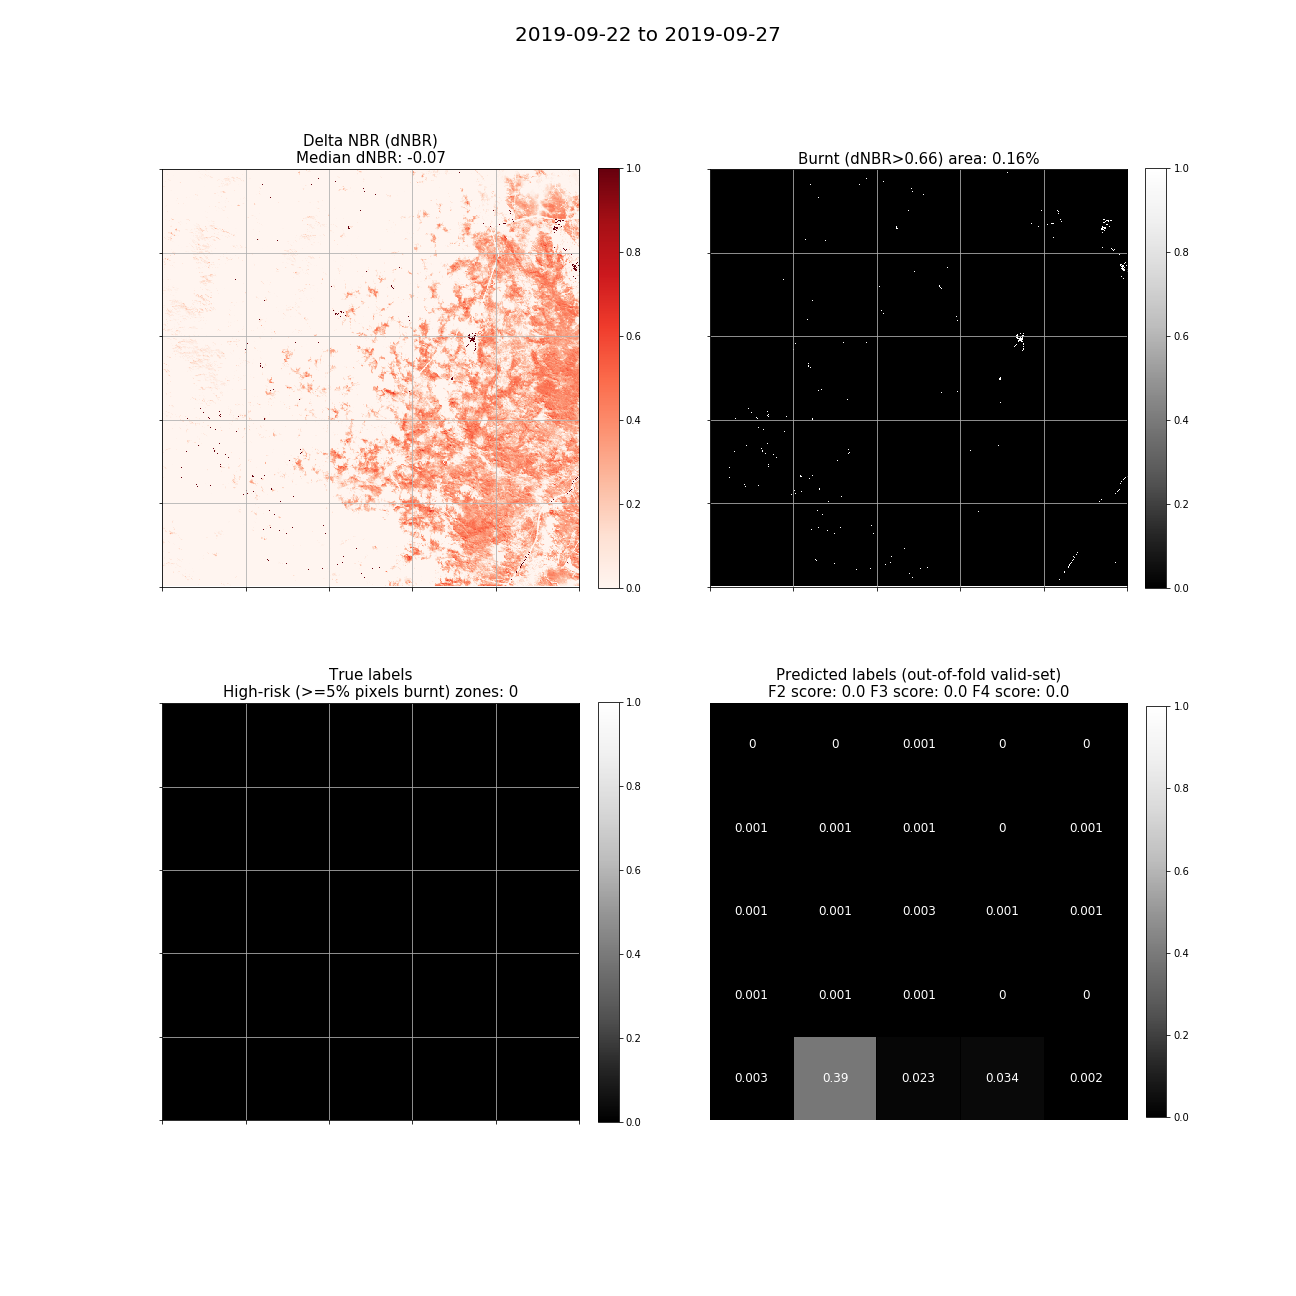 2019-09-22 to 2019-09-27
Delta NBR (dNBR)
Median dNBR: -0.07
1.0
0.8
0.6
0.4
0.2
0.0
Burnt (dNBR>0.66) area: 0.16%
1.0
0.8
0.6
0.4
0.2
0.0
True labels
High-risk (>=5% pixels burnt) zones: 0
1.0
0.8
0.6
0.4
0.2
0.0
Predicted labels (out-of-fold valid-set)
F2 score: 0.0 F3 score: 0.0 F4 score: 0.0
0 0 0.001 0 0
0.001 0.001 0.001 0 0.001
0.001 0.001 0.003 0.001 0.001
0.001 0.001 0.001 0 0
0.003 0.39 0.023 0.034 0.002
1.0
0.8
0.6
0.4
0.2
0.0